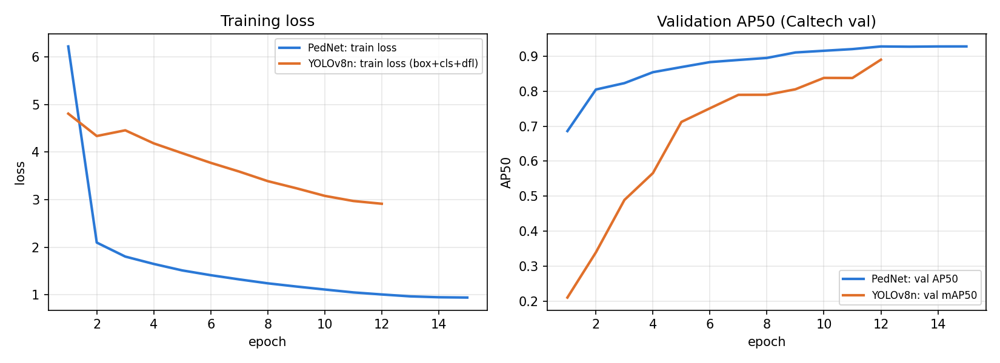 Training loss
PedNet: train loss
YOLOv8n: train loss (box+cls+dfl)
6
5
4
3
2
1
loss
2 4 6 8 10 12 14
epoch
Validation AP50 (Caltech val)
0.9
0.8
0.7
0.6
0.5
0.4
0.3
0.2
AP50
PedNet: val AP50
YOLOv8n: val mAP50
2 4 6 8 10 12 14
epoch